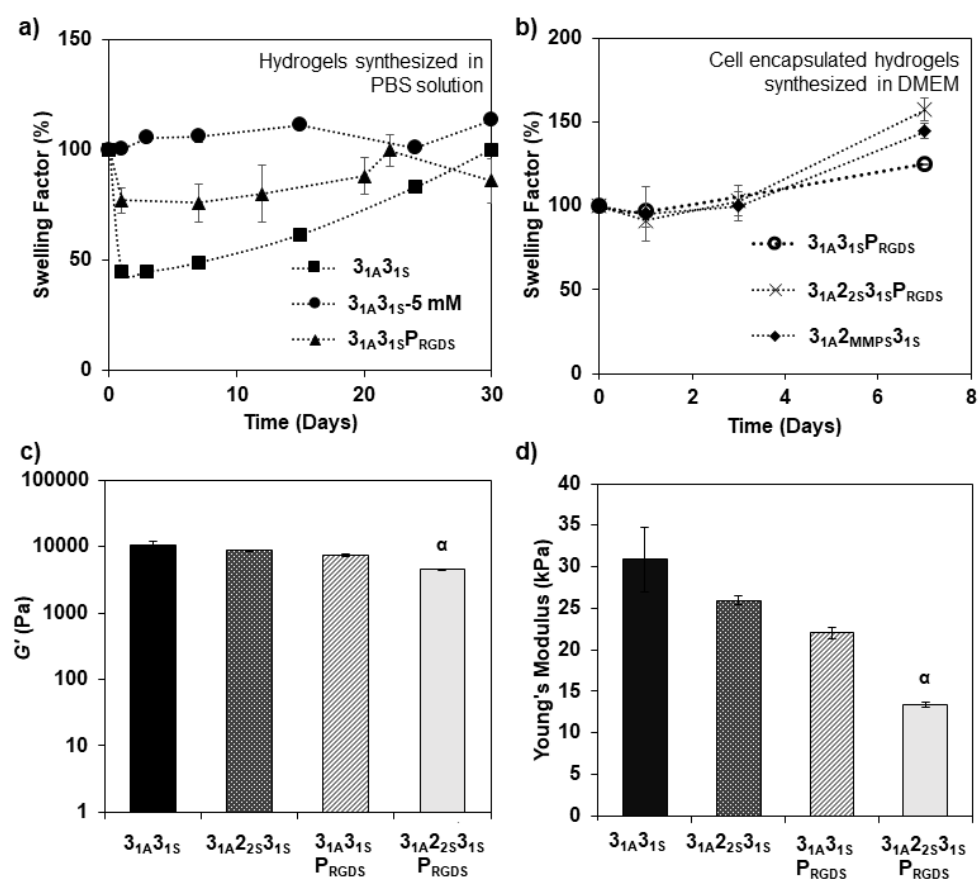 a)
Hydrogels synthesized in
PBS solution
150
100
50
0
Swelling Factor (%)
3₁A3₁S
3₁A3₁S-5 mM
3₁A3₁SPRGDS
0 10 20 30
Time (Days)
b)
Cell encapsulated hydrogels
synthesized in DMEM
200
150
100
50
0
Swelling Factor (%)
3₁A3₁SPRGDS
3₁A2₂S3₁SPRGDS
3₁A2MMPS3₁S
0 2 4 6 8
Time (Days)
c)
100000
10000
1000
100
10
1
G' (Pa)
α
3₁A3₁S 3₁A2₂S3₁S 3₁A3₁S 3₁A2₂S3₁S
PRGDS PRGDS
d)
40
35
30
25
20
15
10
5
0
Young's Modulus (kPa)
α
3₁A3₁S 3₁A2₂S3₁S 3₁A3₁S 3₁A2₂S3₁S
PRGDS PRGDS